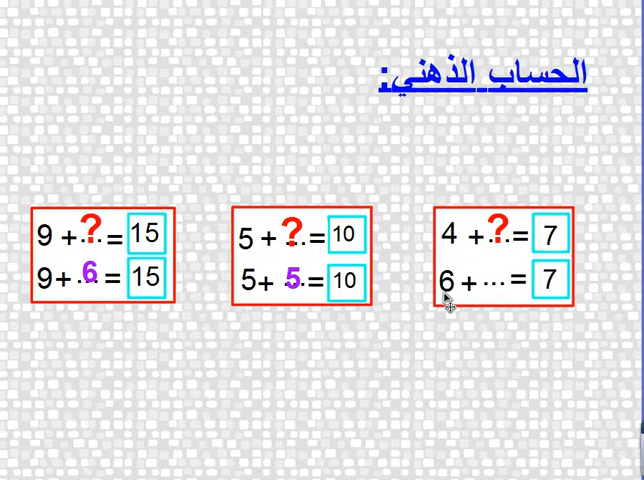 الحساب الذهني:
4 + ...?= 7
6 + ... = 7
5 + ...?= 10
5+ ...5= 10
9 + ...?= 15
9+ ...6 = 15